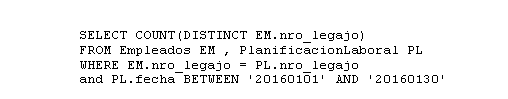 SELECT COUNT(DISTINCT EM.nro_legajo)
FROM Empleados EM , PlanificacionLaboral PL
WHERE EM.nro_legajo = PL.nro_legajo
and PL.fecha BETWEEN '20160101' AND '20160130'